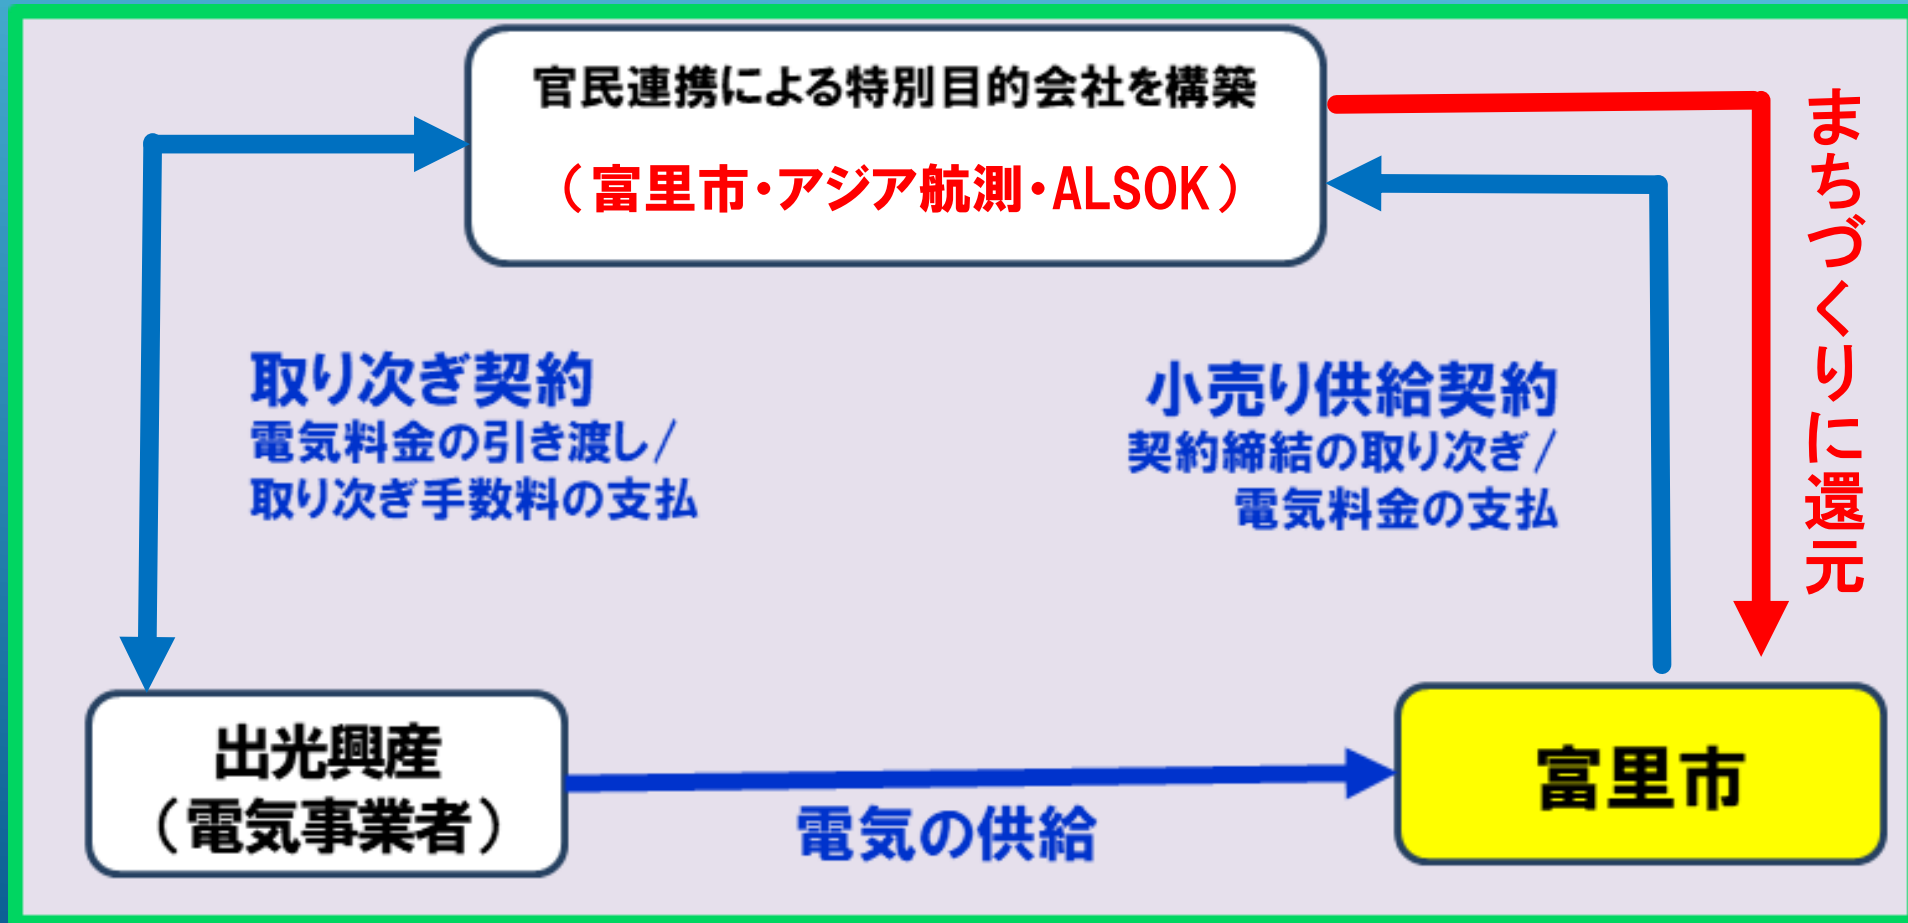 官民連携による特別目的会社を構築
（富里市・アジア航測・ALSOK）
まちづくりに還元
取り次ぎ契約
電気料金の引き渡し/
取り次ぎ手数料の支払
小売り供給契約
契約締結の取り次ぎ/
電気料金の支払
出光興産
（電気事業者）
電気の供給
富里市